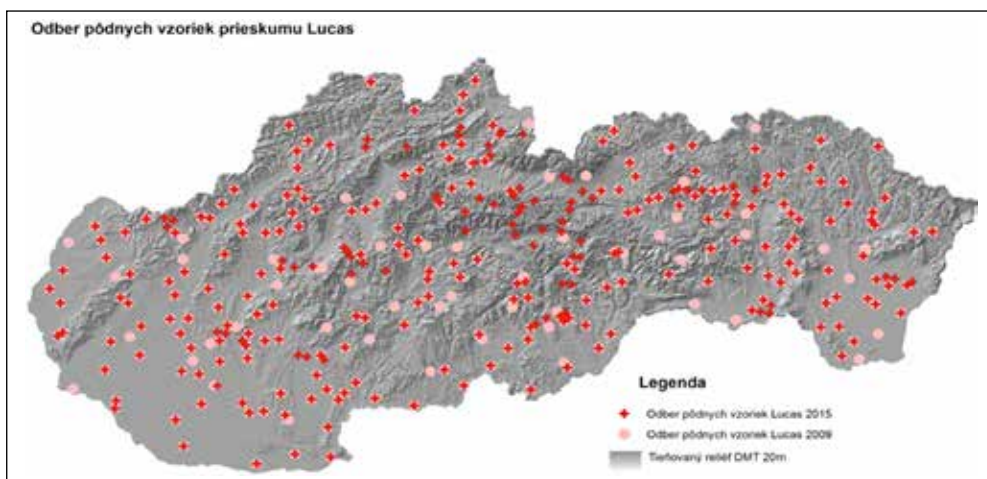 Odber pôdnych vzoriek prieskumu Lucas
Legenda
Odber pôdnych vzoriek Lucas 2015
Odber pôdnych vzoriek Lucas 2009
Tieňovaný reliéf DMT 20m